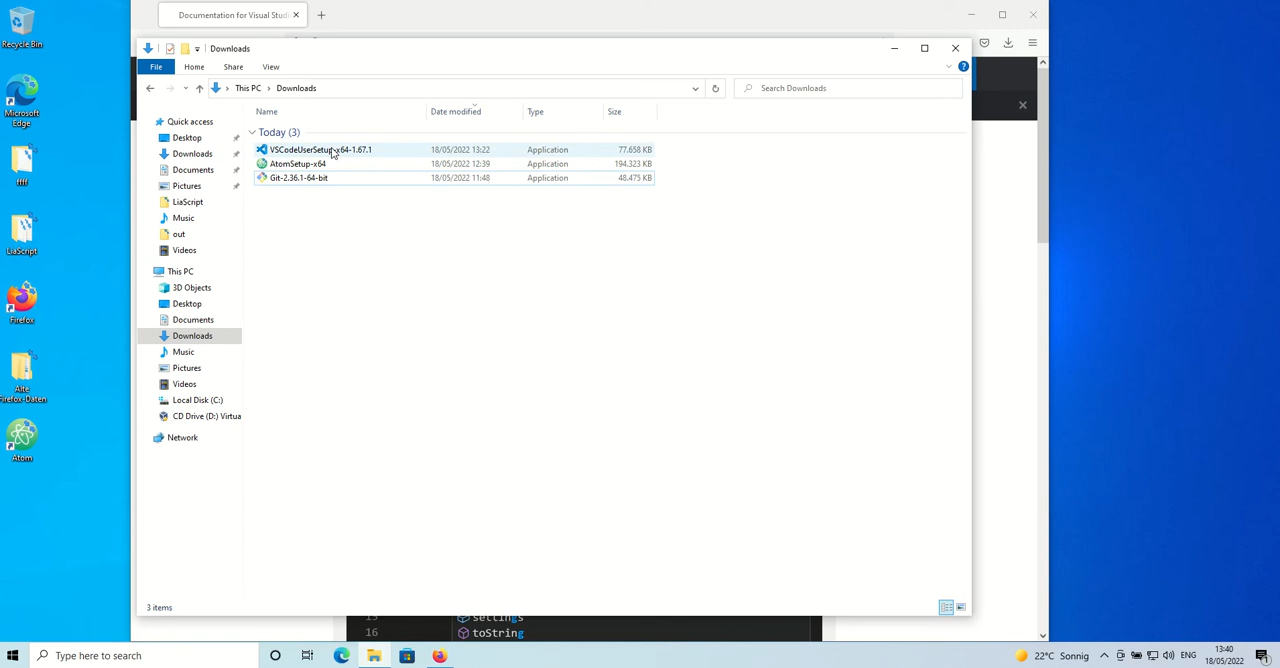 Documentation for Visual Studi
Recycle Bin
Microsoft
Edge
ffff
LiaScript
Firefox
Alte
Firefox-Daten
Atom
Downloads
File
Home
Share
View
This PC > Downloads
Search Downloads
Name
Date modified
Type
Size
Today (3)
VSCodeUserSetup-x64-1.67.1
18/05/2022 13:22
Application
77.658 KB
AtomSetup-x64
18/05/2022 12:39
Application
194.323 KB
Git-2.36.1-64-bit
18/05/2022 11:48
Application
48.475 KB
Quick access
Desktop
Downloads
Documents
Pictures
LiaScript
Music
out
Videos
This PC
3D Objects
Desktop
Documents
Downloads
Music
Pictures
Videos
Local Disk (C:)
CD Drive (D:) Virtua
Network
3 items
15 settings
16 toString
Type here to search
22°C Sonnig
ENG
13:40
18/05/2022
1